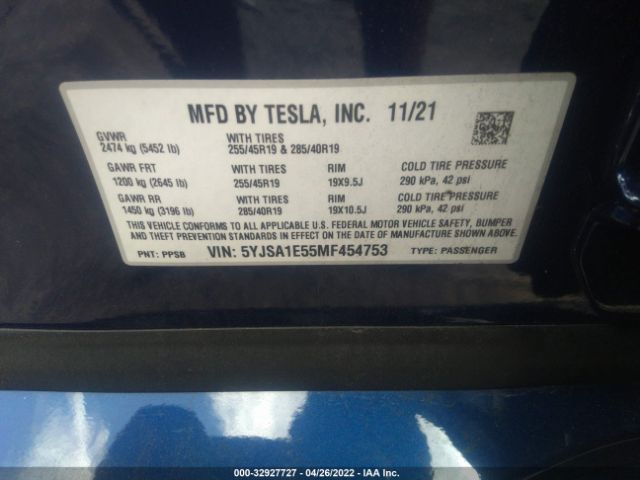 MFD BY TESLA, INC. 11/21
GVWR
2474 kg (5452 lb)
WITH TIRES
255/45R19 & 285/40R19
GAWR FRT
1200 kg (2645 lb)
WITH TIRES
255/45R19
RIM
19X9.5J
COLD TIRE PRESSURE
290 kPa, 42 psi
GAWR RR
1450 kg (3196 lb)
WITH TIRES
285/40R19
RIM
19X10.5J
COLD TIRE PRESSURE
290 kPa, 42 psi
THIS VEHICLE CONFORMS TO ALL APPLICABLE U.S. FEDERAL MOTOR VEHICLE SAFETY, BUMPER
AND THEFT PREVENTION STANDARDS IN EFFECT ON THE DATE OF MANUFACTURE SHOWN ABOVE.
PNT: PPSB VIN: 5YJSA1E55MF454753 TYPE: PASSENGER
000-32927727 - 04/26/2022 - IAA Inc.